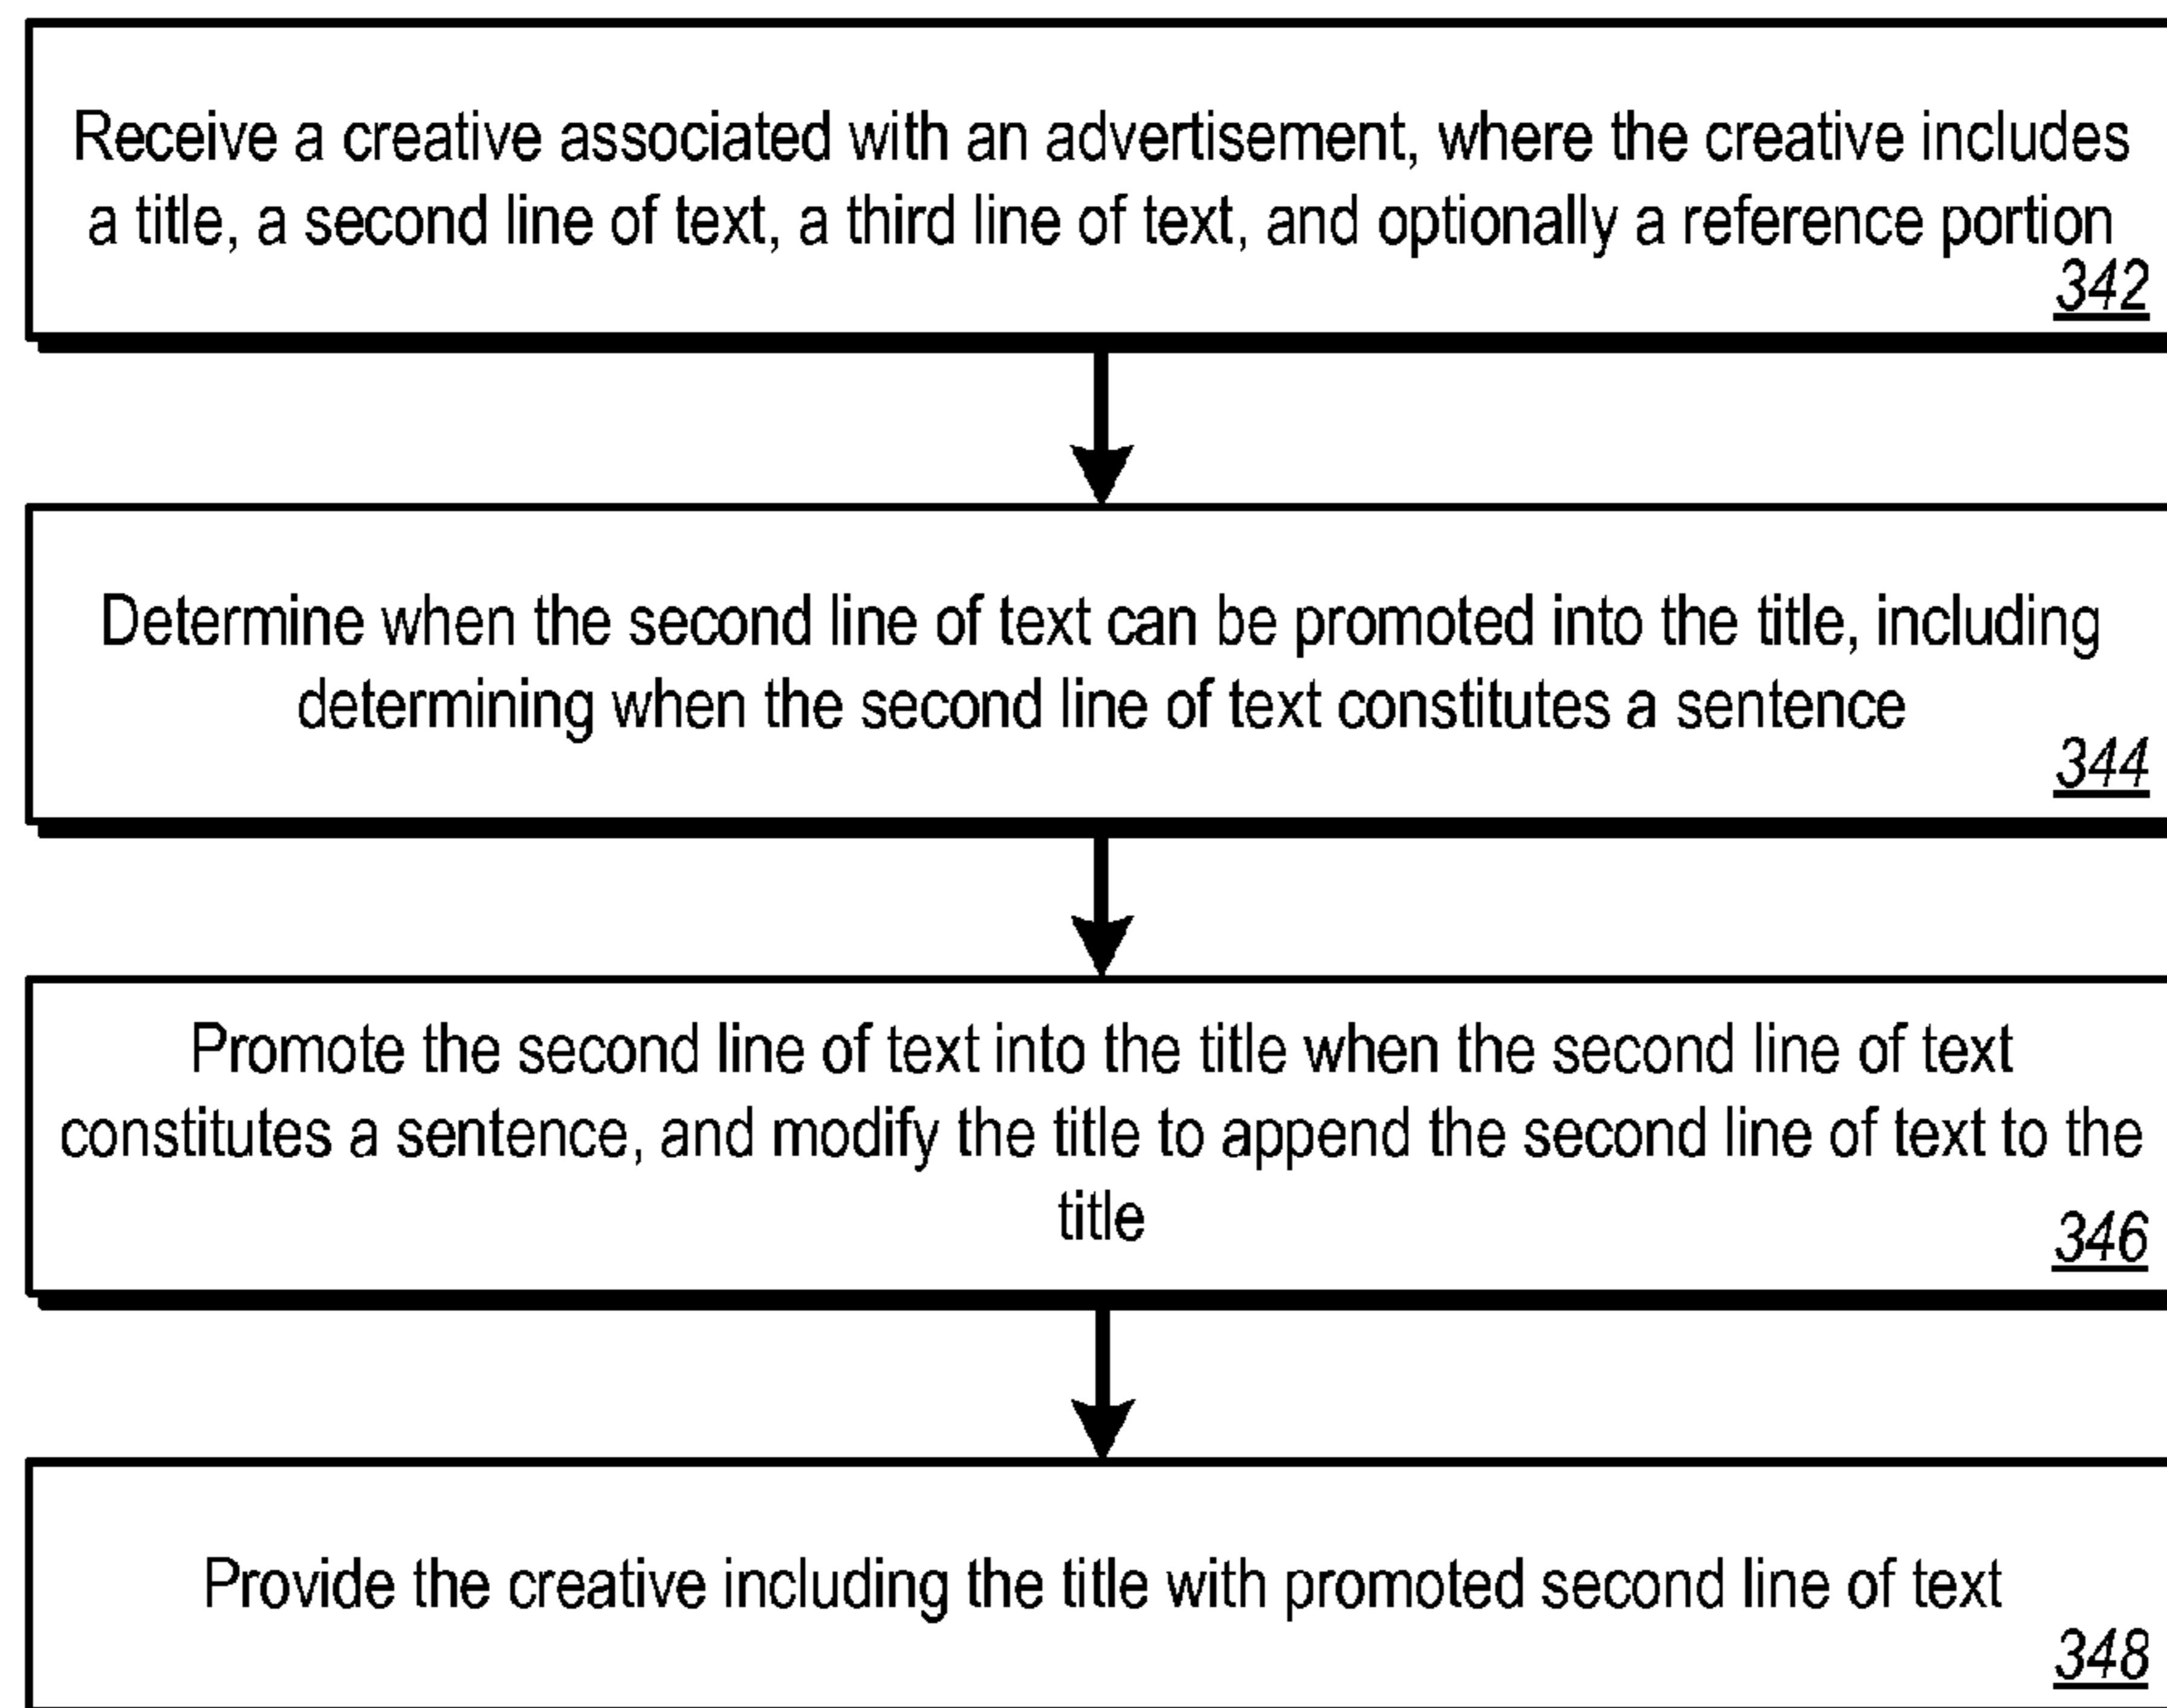 Receive a creative associated with an advertisement, where the creative includes
a title, a second line of text, a third line of text, and optionally a reference portion
342
Determine when the second line of text can be promoted into the title, including
determining when the second line of text constitutes a sentence
344
Promote the second line of text into the title when the second line of text
constitutes a sentence, and modify the title to append the second line of text to the
title
346
Provide the creative including the title with promoted second line of text
348